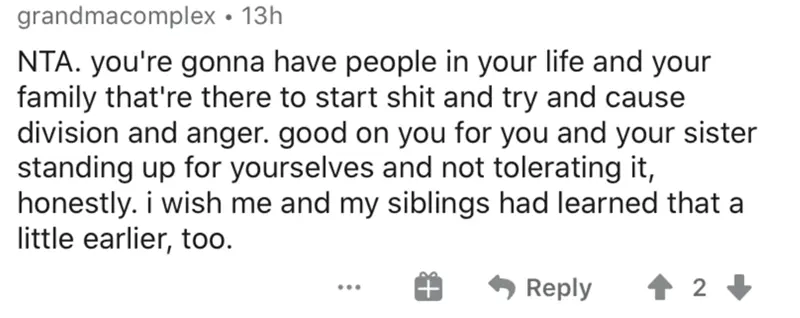 grandmacomplex • 13h
NTA. you're gonna have people in your life and your
family that're there to start shit and try and cause
division and anger. good on you for you and your sister
standing up for yourselves and not tolerating it,
honestly. i wish me and my siblings had learned that a
little earlier, too.
... Reply 2